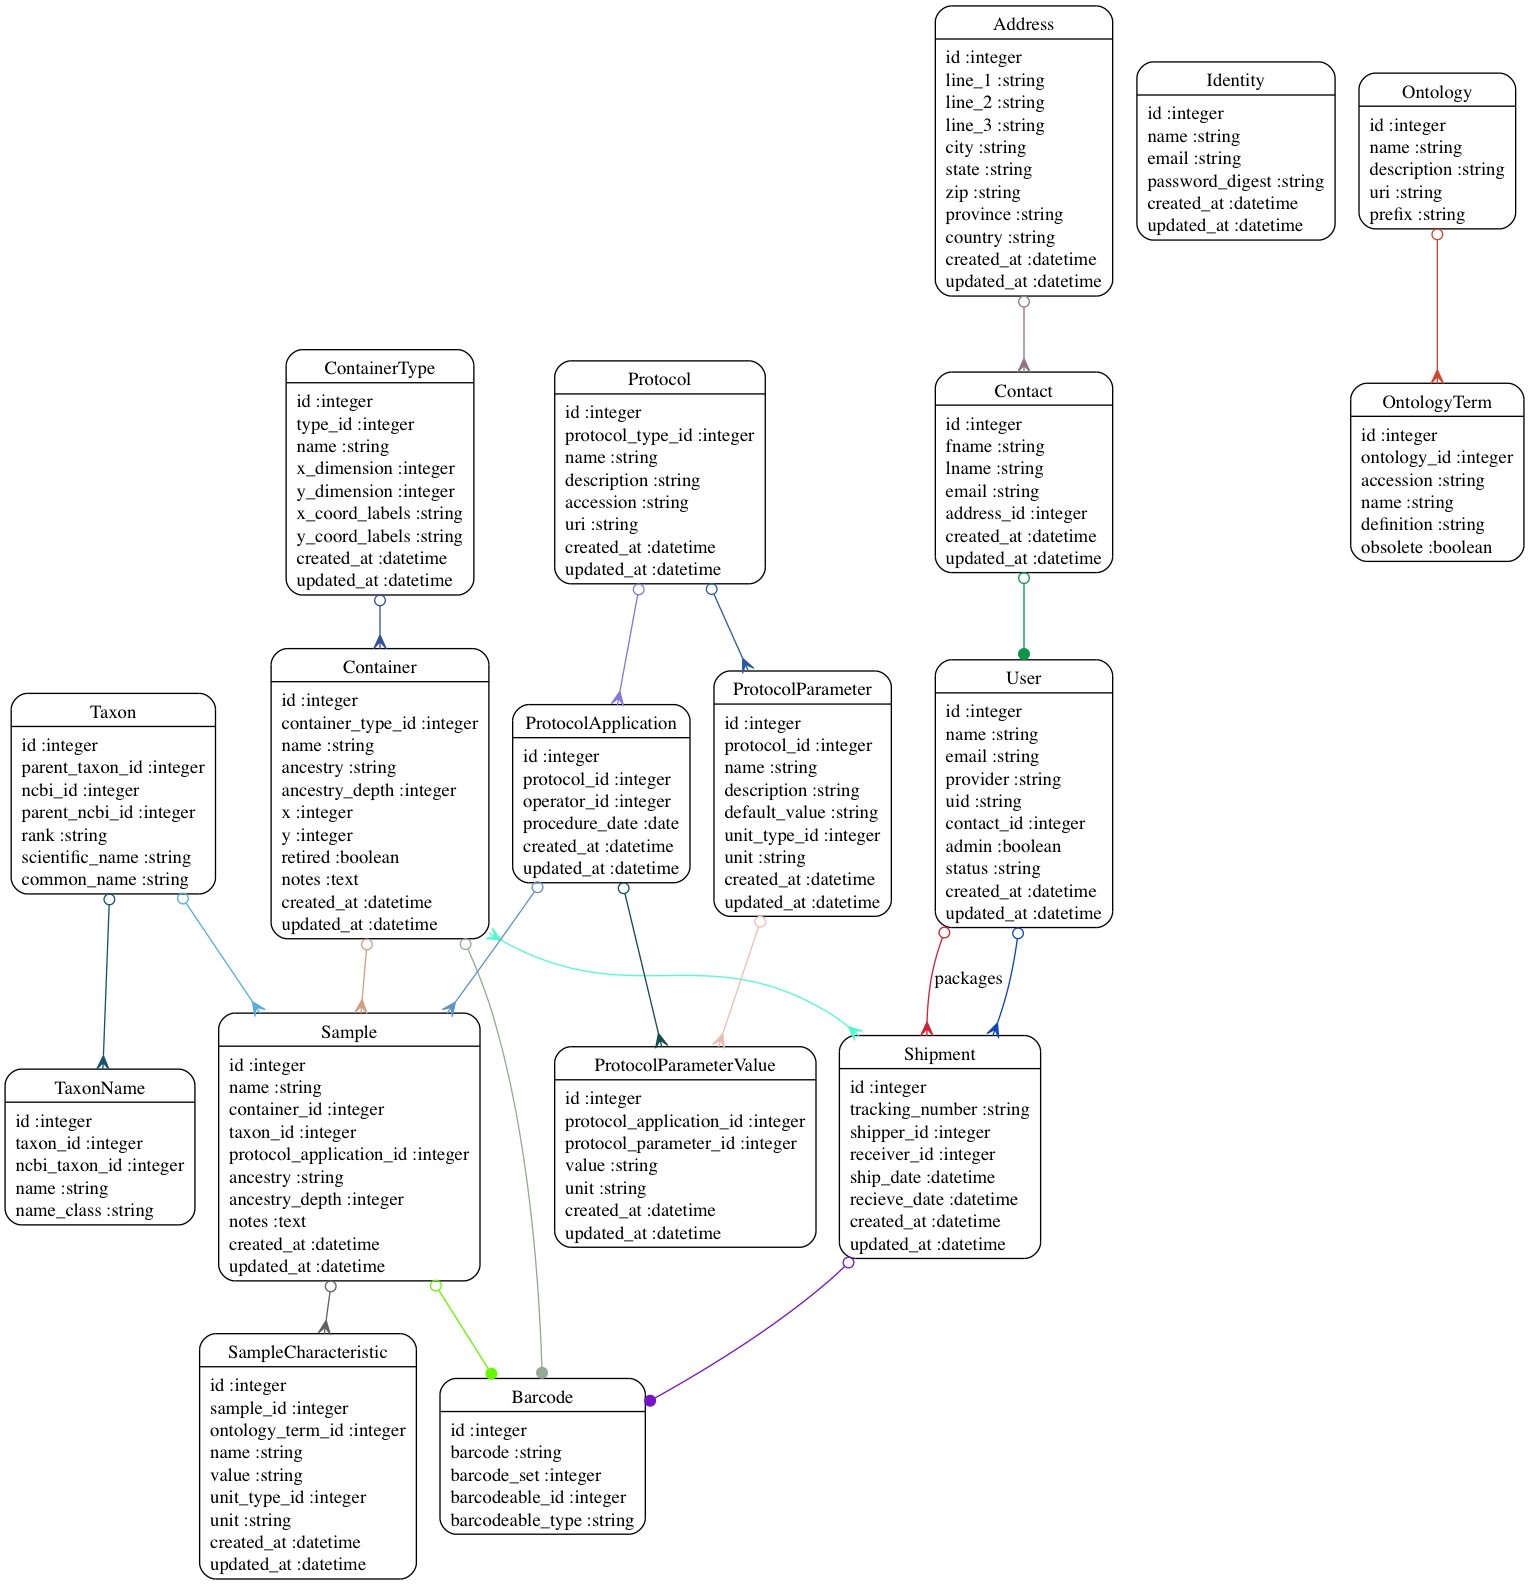 Address
id :integer
line_1 :string
line_2 :string
line_3 :string
city :string
state :string
zip :string
province :string
country :string
created_at :datetime
updated_at :datetime
Identity
id :integer
name :string
email :string
password_digest :string
created_at :datetime
updated_at :datetime
Ontology
id :integer
name :string
description :string
uri :string
prefix :string
ContainerType
id :integer
type_id :integer
name :string
x_dimension :integer
y_dimension :integer
x_coord_labels :string
y_coord_labels :string
created_at :datetime
updated_at :datetime
Protocol
id :integer
protocol_type_id :integer
name :string
description :string
accession :string
uri :string
created_at :datetime
updated_at :datetime
Contact
id :integer
fname :string
lname :string
email :string
address_id :integer
created_at :datetime
updated_at :datetime
OntologyTerm
id :integer
ontology_id :integer
accession :string
name :string
definition :string
obsolete :boolean
Taxon
id :integer
parent_taxon_id :integer
ncbi_id :integer
parent_ncbi_id :integer
rank :string
scientific_name :string
common_name :string
Container
id :integer
container_type_id :integer
name :string
ancestry :string
ancestry_depth :integer
x :integer
y :integer
retired :boolean
notes :text
created_at :datetime
updated_at :datetime
ProtocolApplication
id :integer
protocol_id :integer
operator_id :integer
procedure_date :date
created_at :datetime
updated_at :datetime
ProtocolParameter
id :integer
protocol_id :integer
name :string
description :string
default_value :string
unit_type_id :integer
unit :string
created_at :datetime
updated_at :datetime
User
id :integer
name :string
email :string
provider :string
uid :string
contact_id :integer
admin :boolean
status :string
created_at :datetime
updated_at :datetime
packages
TaxonName
id :integer
taxon_id :integer
ncbi_taxon_id :integer
name :string
name_class :string
Sample
id :integer
name :string
container_id :integer
taxon_id :integer
protocol_application_id :integer
ancestry :string
ancestry_depth :integer
notes :text
created_at :datetime
updated_at :datetime
ProtocolParameterValue
id :integer
protocol_application_id :integer
protocol_parameter_id :integer
value :string
unit :string
created_at :datetime
updated_at :datetime
Shipment
id :integer
tracking_number :string
shipper_id :integer
receiver_id :integer
ship_date :datetime
recieve_date :datetime
created_at :datetime
updated_at :datetime
SampleCharacteristic
id :integer
sample_id :integer
ontology_term_id :integer
name :string
value :string
unit_type_id :integer
unit :string
created_at :datetime
updated_at :datetime
Barcode
id :integer
barcode :string
barcode_set :integer
barcodeable_id :integer
barcodeable_type :string